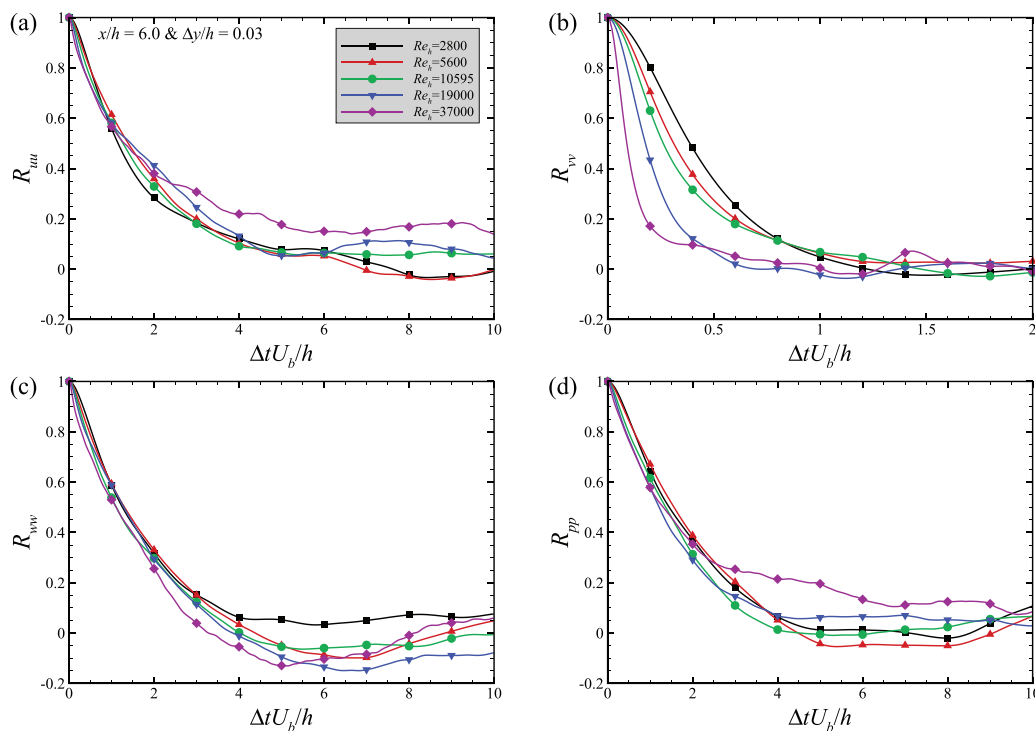 (a)
x/h = 6.0 & Δy/h = 0.03
Re_h=2800
Re_h=5600
Re_h=10595
Re_h=19000
Re_h=37000
1
0.8
0.6
0.4
0.2
0
-0.2
R_uu
0 2 4 6 8 10
ΔtU_b/h
(b)
1
0.8
0.6
0.4
0.2
0
-0.2
R_vv
0 0.5 1 1.5 2
ΔtU_b/h
(c)
1
0.8
0.6
0.4
0.2
0
-0.2
R_ww
0 2 4 6 8 10
ΔtU_b/h
(d)
1
0.8
0.6
0.4
0.2
0
-0.2
R_pp
0 2 4 6 8 10
ΔtU_b/h